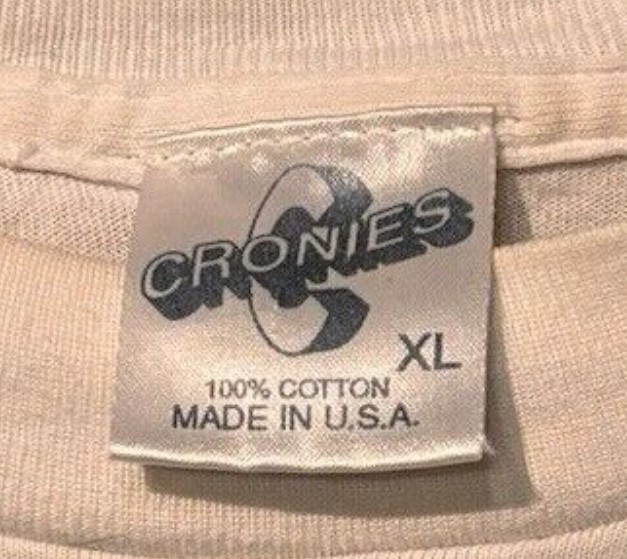 CRONIES
XL
100% COTTON
MADE IN U.S.A.